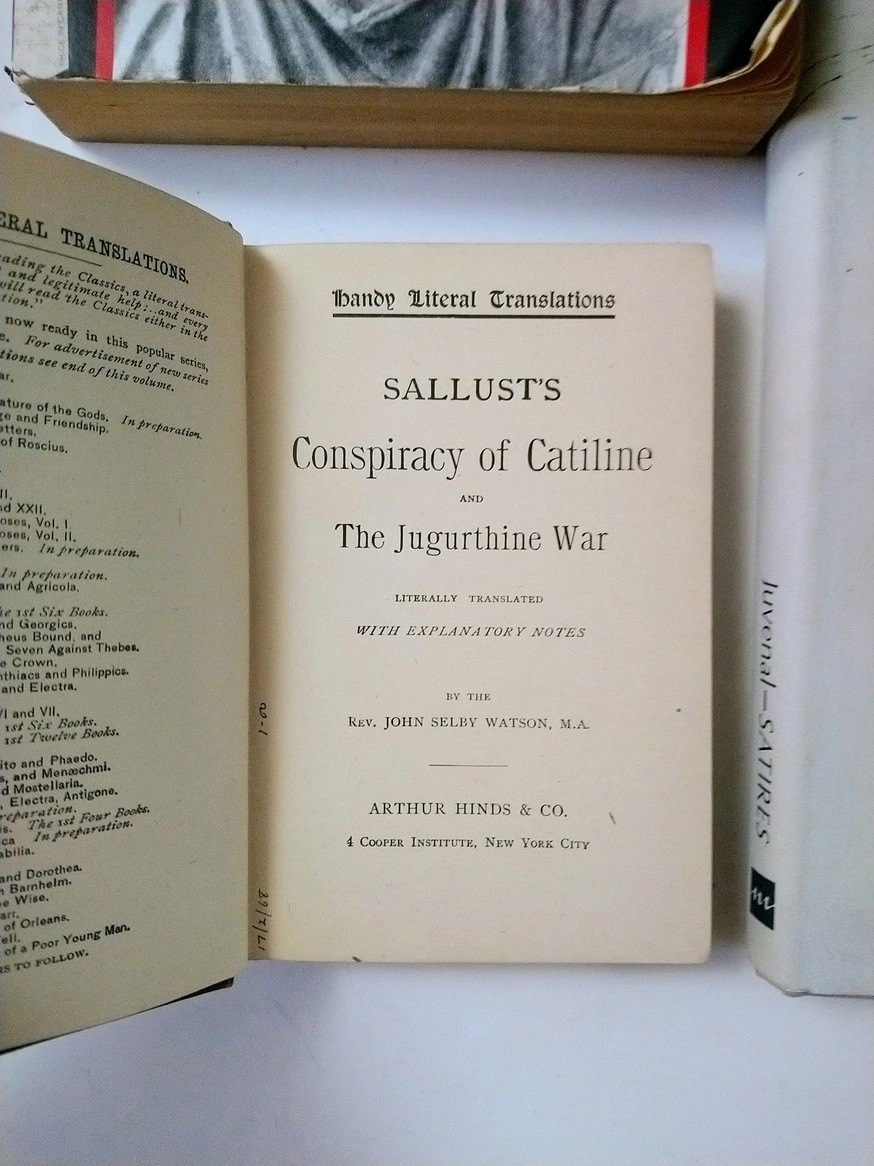 ERAL TRANSLATIONS.
ading the Classics, a literal trans-
and legitimate help;..and every
will read the Classics either in the
tion,"
now ready in this popular series,
e. For advertisement of new series
tions see end of this volume.
ar.
ature of the Gods. In preparation.
ge and Friendship.
etters.
of Roscius.
II.
nd XXII.
oses, Vol. I.
oses, Vol. II.
ers. In preparation.
In preparation.
and Agricola.
he 1st Six Books.
nd Georgics.
heus Bound, and
Seven Against Thebes.
e Crown.
nthiacs and Philippics.
and Electra.
VI and VII.
1st Six Books.
1st Twelve Books.
ito and Phaedo.
s, and Menæchmi.
d Mostellaria.
, Electra, Antigone.
reparation.
is. The 1st Four Books.
ica In preparation.
abilia.
and Dorothea.
n Barnhelm.
he Wise.
art.
of Orleans.
ell.
of a Poor Young Man.
RS TO FOLLOW.
Handy Literal Translations
SALLUST'S
Conspiracy of Catiline
AND
The Jugurthine War
LITERALLY TRANSLATED
WITH EXPLANATORY NOTES
BY THE
REV. JOHN SELBY WATSON, M.A.
ARTHUR HINDS & CO.
4 COOPER INSTITUTE, NEW YORK CITY
Juvenal—SATIRES
m